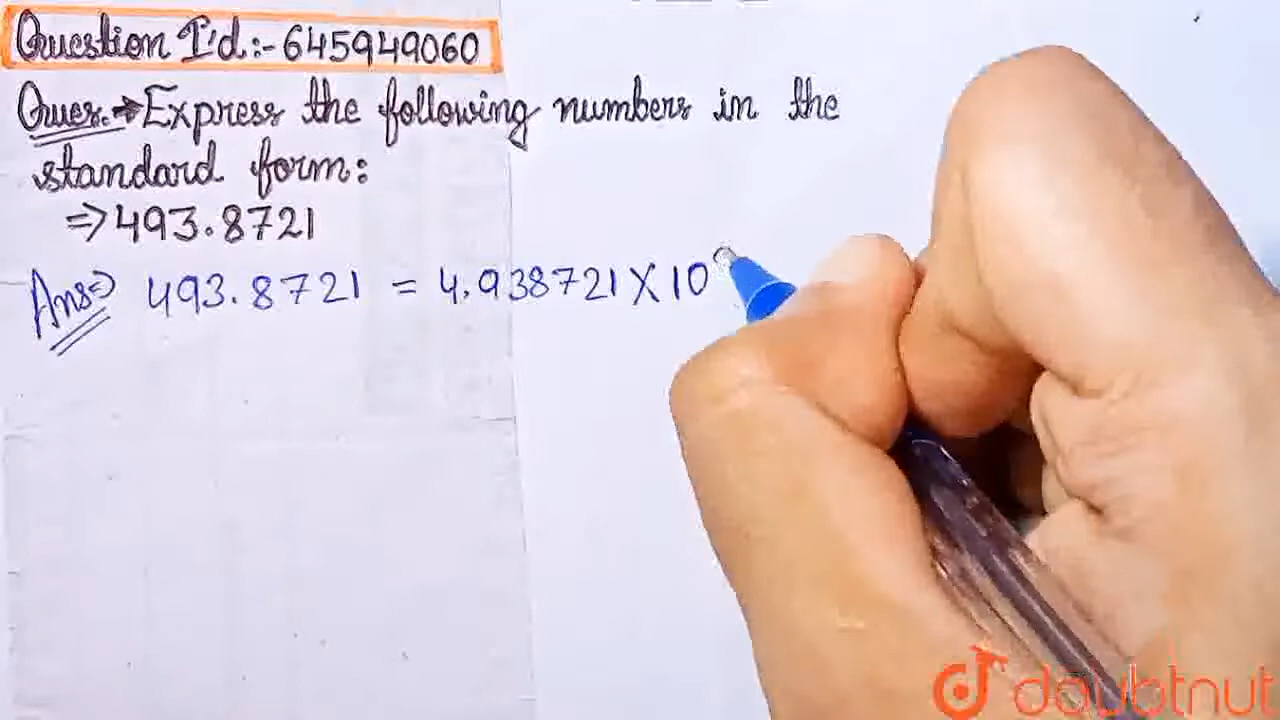 Question I'd:-645949060
Ques.→Express the following numbers in the
standard form:
⇒493.8721
Ans⇒ 493.8721 = 4.938721×10
doubtnut